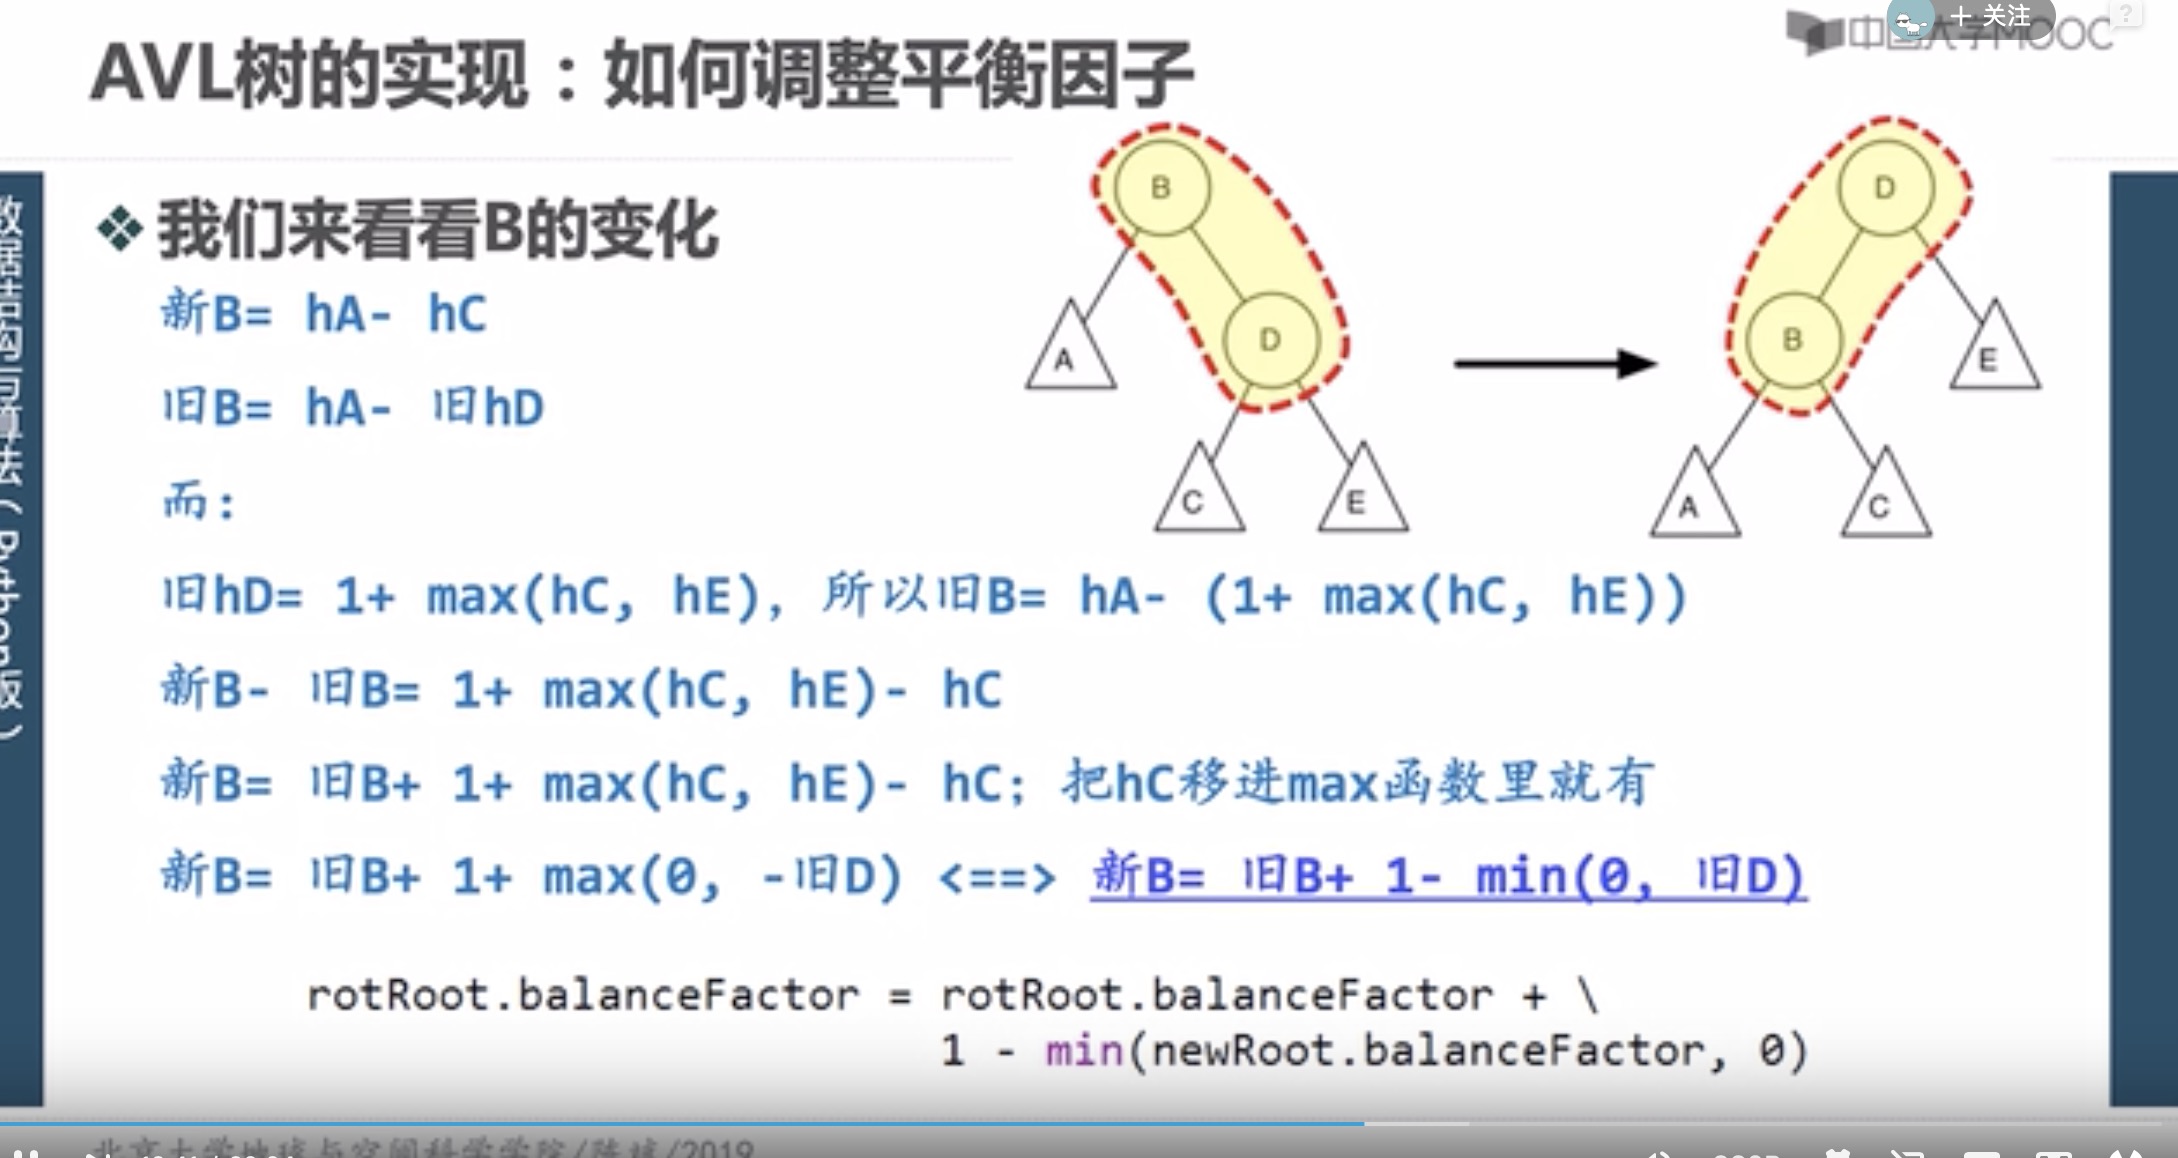 + 关注
中国大学MOOC
AVL树的实现：如何调整平衡因子
数据结构与算法（Python版）
我们来看看B的变化
新B= hA- hC
旧B= hA- 旧hD
而：
旧hD= 1+ max(hC, hE)，所以旧B= hA- (1+ max(hC, hE))
新B- 旧B= 1+ max(hC, hE)- hC
新B= 旧B+ 1+ max(hC, hE)- hC；把hC移进max函数里就有
新B= 旧B+ 1+ max(0, -旧D) <==> 新B= 旧B+ 1- min(0, 旧D)
B
D
A
C
E
D
B
E
A
C
rotRoot.balanceFactor = rotRoot.balanceFactor + \
1 - min(newRoot.balanceFactor, 0)
北京大学地球与空间科学学院/陈斌/2019